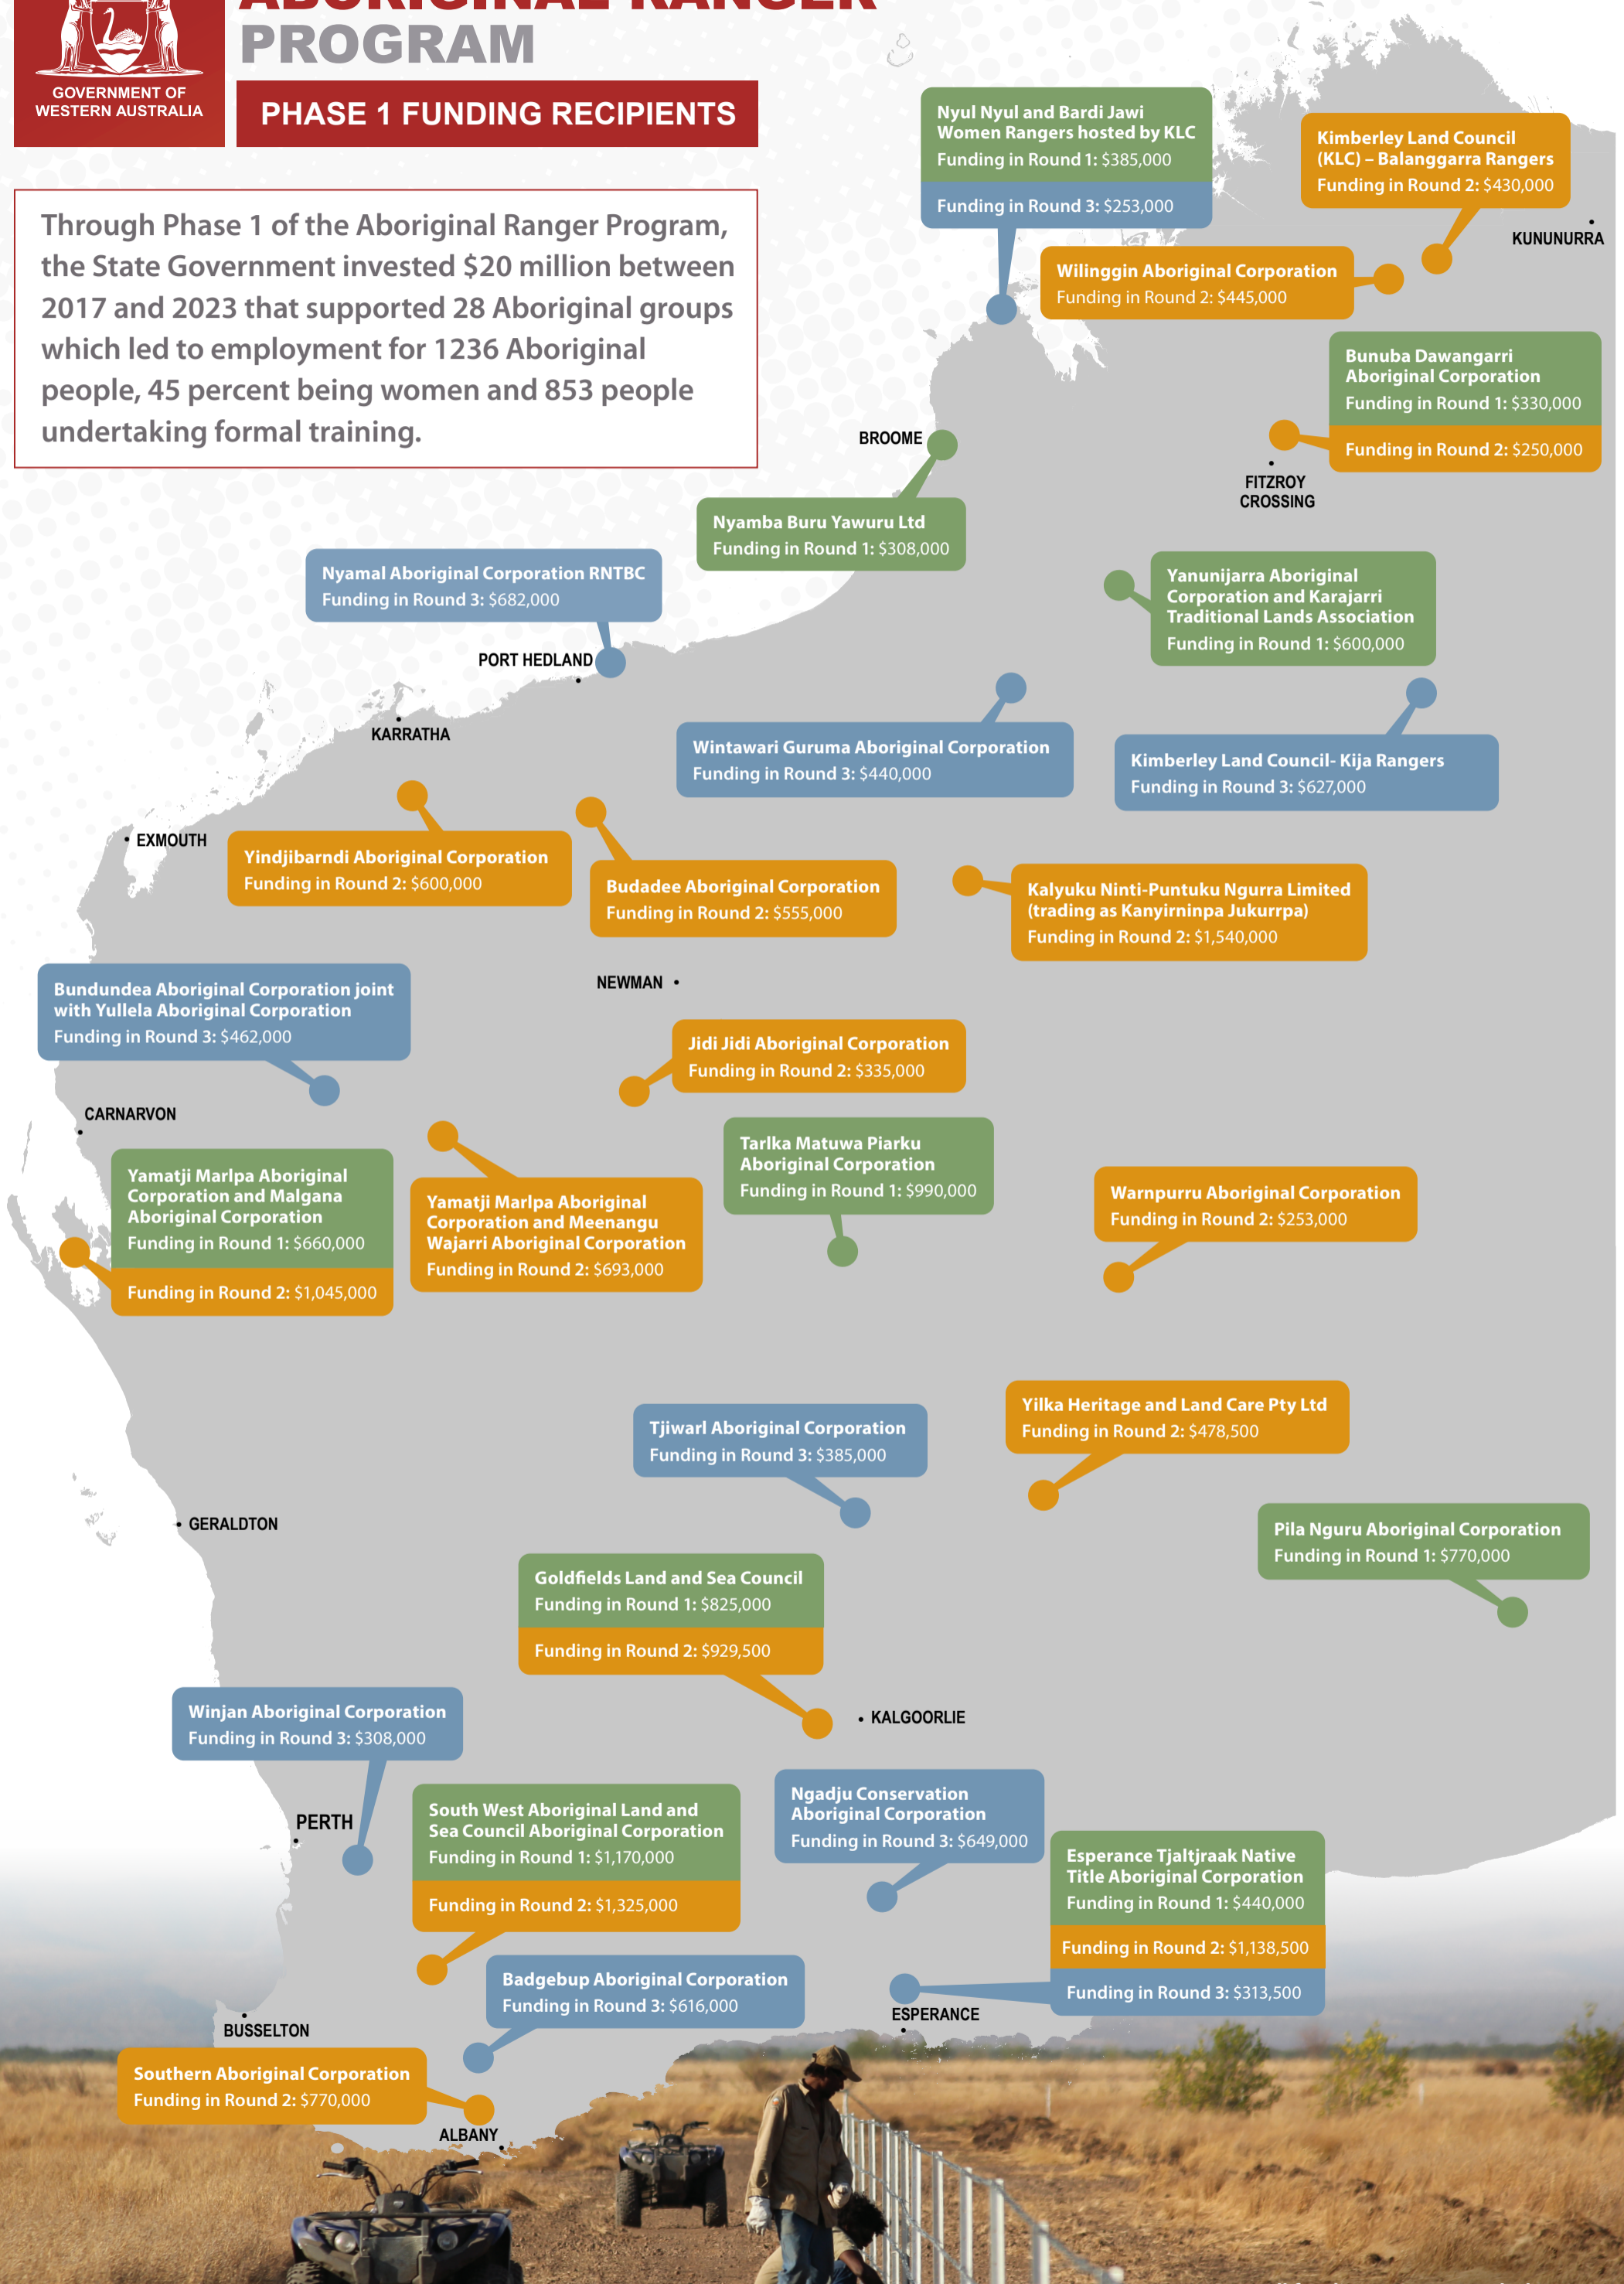 ABORIGINAL RANGER
PROGRAM
GOVERNMENT OF
WESTERN AUSTRALIA
PHASE 1 FUNDING RECIPIENTS
Through Phase 1 of the Aboriginal Ranger Program,
the State Government invested $20 million between
2017 and 2023 that supported 28 Aboriginal groups
which led to employment for 1236 Aboriginal
people, 45 percent being women and 853 people
undertaking formal training.
Nyul Nyul and Bardi Jawi
Women Rangers hosted by KLC
Funding in Round 1: $385,000
Funding in Round 3: $253,000
Kimberley Land Council
(KLC) – Balanggarra Rangers
Funding in Round 2: $430,000
KUNUNURRA
Wilinggin Aboriginal Corporation
Funding in Round 2: $445,000
Bunuba Dawangarri
Aboriginal Corporation
Funding in Round 1: $330,000
Funding in Round 2: $250,000
BROOME
FITZROY
CROSSING
Nyamba Buru Yawuru Ltd
Funding in Round 1: $308,000
Nyamal Aboriginal Corporation RNTBC
Funding in Round 3: $682,000
Yanunijarra Aboriginal
Corporation and Karajarri
Traditional Lands Association
Funding in Round 1: $600,000
PORT HEDLAND
KARRATHA
Wintawari Guruma Aboriginal Corporation
Funding in Round 3: $440,000
Kimberley Land Council- Kija Rangers
Funding in Round 3: $627,000
EXMOUTH
Yindjibarndi Aboriginal Corporation
Funding in Round 2: $600,000
Budadee Aboriginal Corporation
Funding in Round 2: $555,000
Kalyuku Ninti-Puntuku Ngurra Limited
(trading as Kanyirninpa Jukurrpa)
Funding in Round 2: $1,540,000
NEWMAN
Bundundea Aboriginal Corporation joint
with Yullela Aboriginal Corporation
Funding in Round 3: $462,000
Jidi Jidi Aboriginal Corporation
Funding in Round 2: $335,000
CARNARVON
Yamatji Marlpa Aboriginal
Corporation and Malgana
Aboriginal Corporation
Funding in Round 1: $660,000
Funding in Round 2: $1,045,000
Yamatji Marlpa Aboriginal
Corporation and Meenangu
Wajarri Aboriginal Corporation
Funding in Round 2: $693,000
Tarlka Matuwa Piarku
Aboriginal Corporation
Funding in Round 1: $990,000
Warnpurru Aboriginal Corporation
Funding in Round 2: $253,000
Tjiwarl Aboriginal Corporation
Funding in Round 3: $385,000
Yilka Heritage and Land Care Pty Ltd
Funding in Round 2: $478,500
GERALDTON
Pila Nguru Aboriginal Corporation
Funding in Round 1: $770,000
Goldfields Land and Sea Council
Funding in Round 1: $825,000
Funding in Round 2: $929,500
KALGOORLIE
Winjan Aboriginal Corporation
Funding in Round 3: $308,000
PERTH
South West Aboriginal Land and
Sea Council Aboriginal Corporation
Funding in Round 1: $1,170,000
Funding in Round 2: $1,325,000
Ngadju Conservation
Aboriginal Corporation
Funding in Round 3: $649,000
Esperance Tjaltjraak Native
Title Aboriginal Corporation
Funding in Round 1: $440,000
Funding in Round 2: $1,138,500
Funding in Round 3: $313,500
Badgebup Aboriginal Corporation
Funding in Round 3: $616,000
ESPERANCE
BUSSELTON
Southern Aboriginal Corporation
Funding in Round 2: $770,000
ALBANY